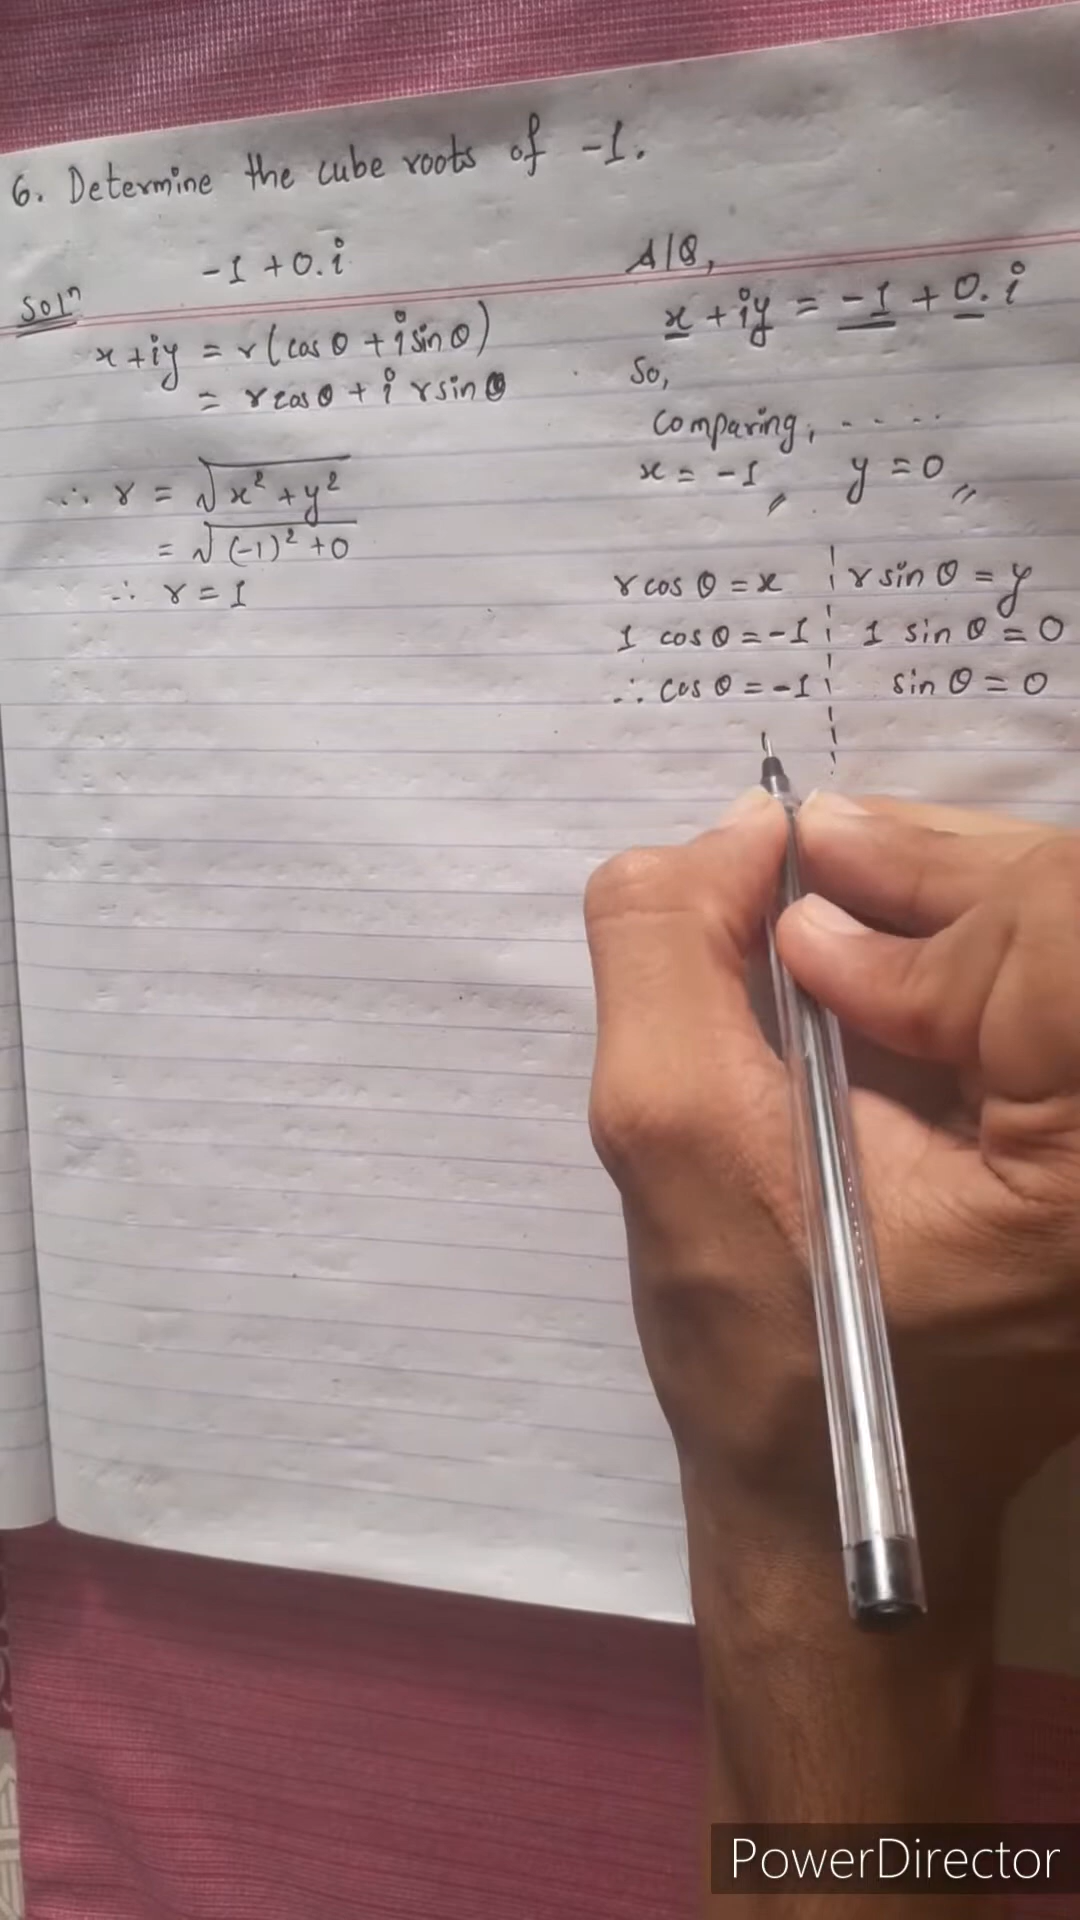 6. Determine the cube roots of -1.
Solⁿ
-1 + 0.i
x + iy = r(cos θ + i sin θ)
= r cos θ + i r sin θ
∴ r = √x² + y²
= √(-1)² + 0
∴ r = 1
A/Q,
x + iy = -1 + 0.i
So,
Comparing, . . . . .
x = -1,, y = 0,,
r cos θ = x ¦ r sin θ = y
1 cos θ = -1 ¦ 1 sin θ = 0
∴ cos θ = -1 ¦ sin θ = 0
PowerDirector